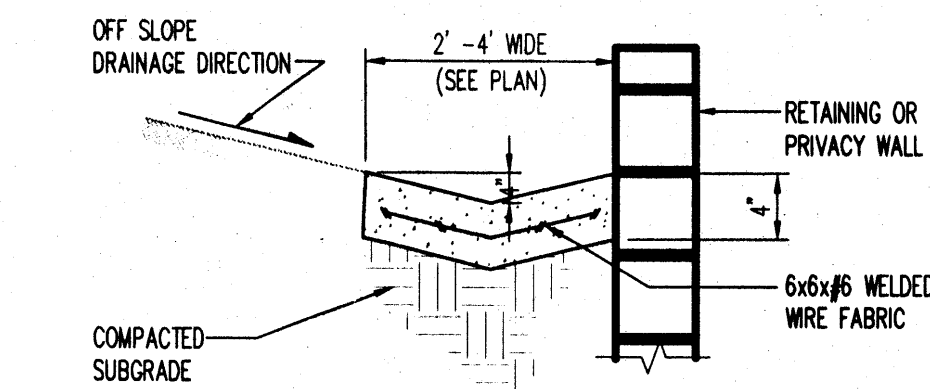 OFF SLOPE
DRAINAGE DIRECTION
2' -4' WIDE
(SEE PLAN)
RETAINING OR
PRIVACY WALL
4"
4"
6x6x#6 WELDED
WIRE FABRIC
COMPACTED
SUBGRADE